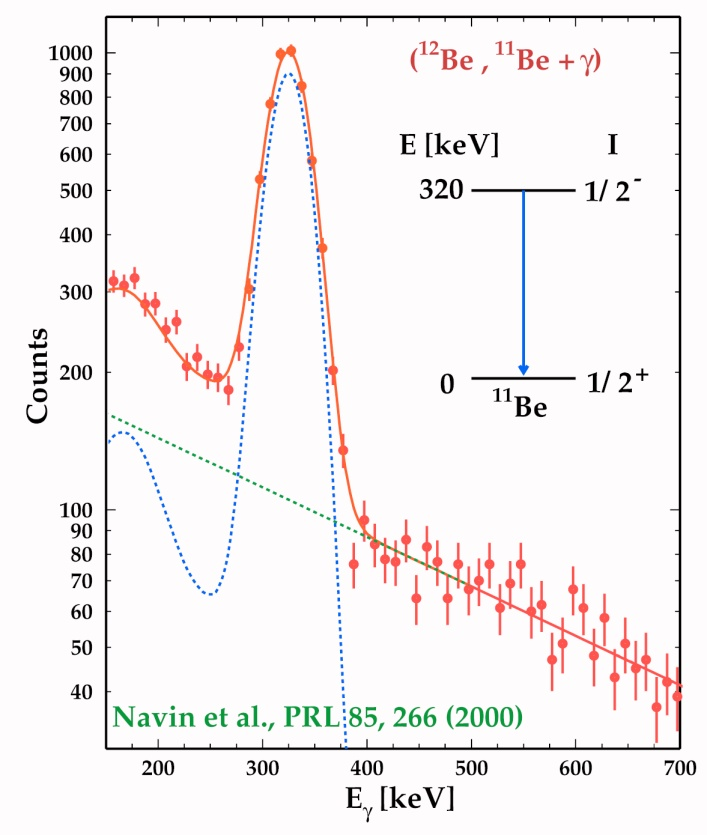 (¹²Be , ¹¹Be + γ)
E [keV] I
320 1/2⁻
0 1/2⁺
¹¹Be
1000
900
800
700
600
500
400
300
200
100
90
80
70
60
50
40
Counts
Navin et al., PRL 85, 266 (2000)
200 300 400 500 600 700
Eγ [keV]